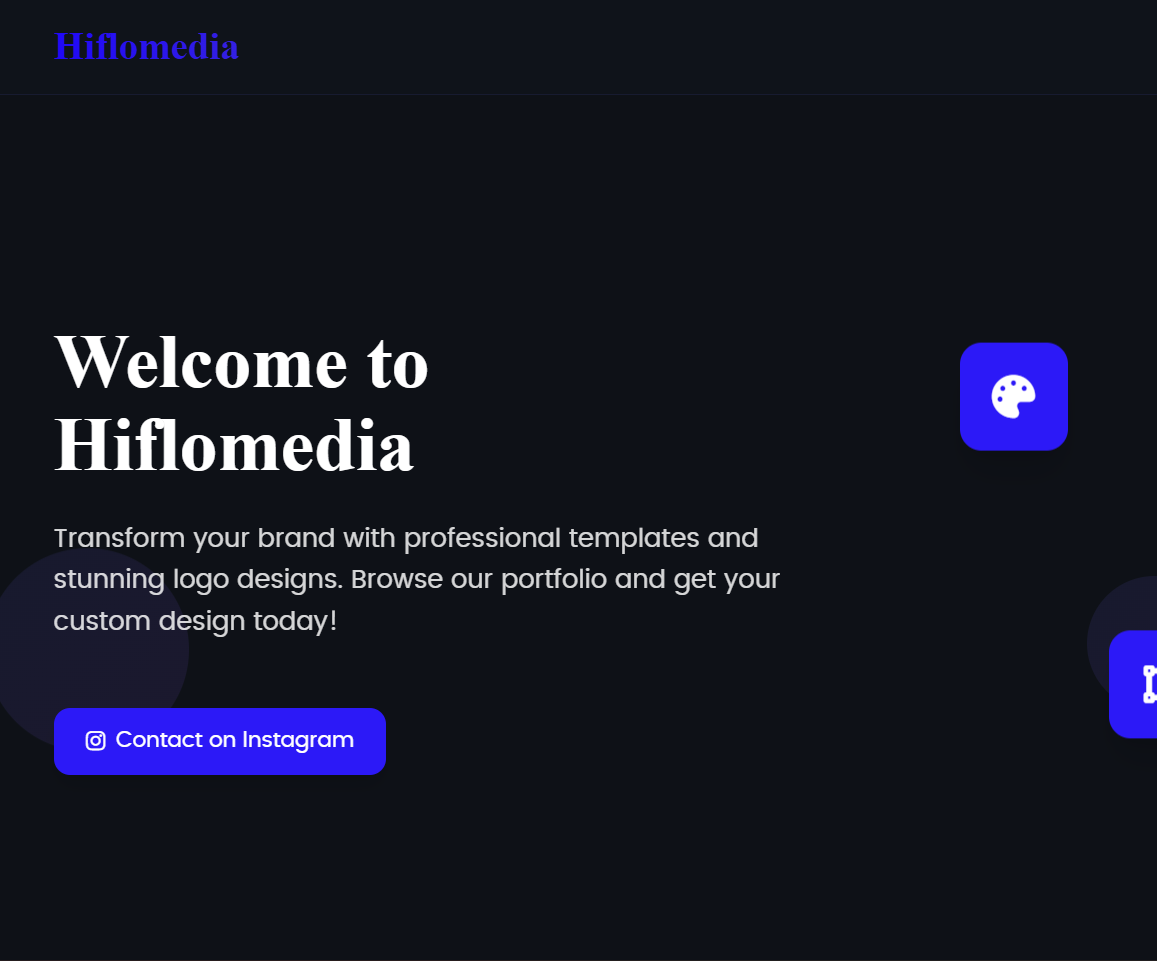 Hiflomedia
Welcome to
Hiflomedia
Transform your brand with professional templates and
stunning logo designs. Browse our portfolio and get your
custom design today!
Contact on Instagram